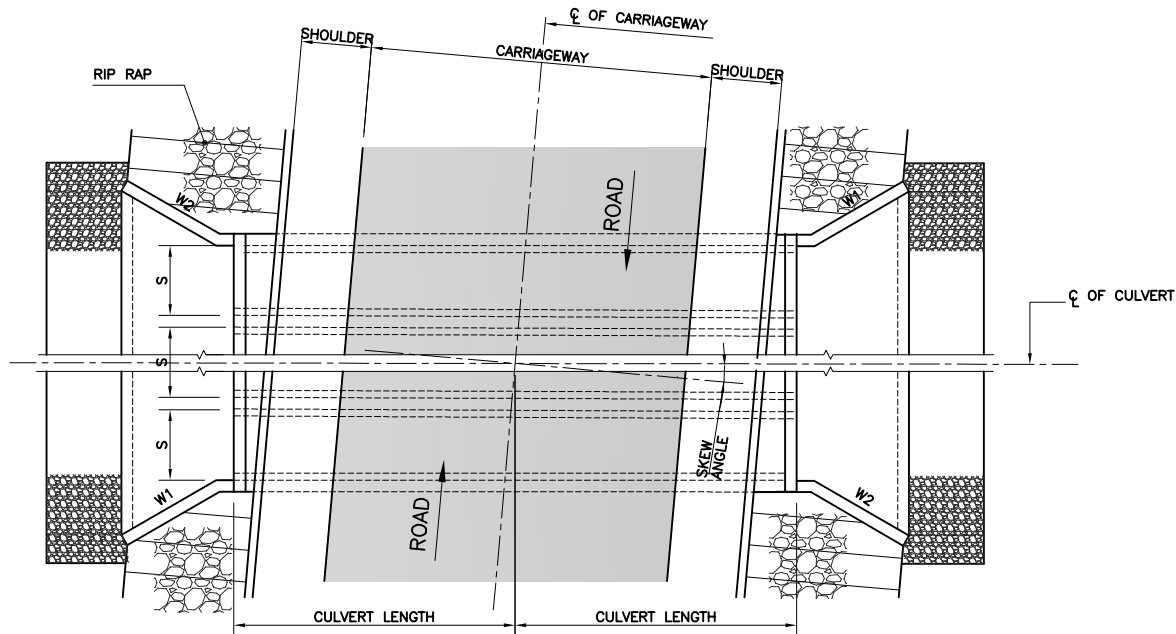 ℄ OF CARRIAGEWAY
SHOULDER
CARRIAGEWAY
SHOULDER
RIP RAP
W2
W1
ROAD
S
℄ OF CULVERT
S
S
SKEW
ANGLE
W1
W2
ROAD
CULVERT LENGTH
CULVERT LENGTH